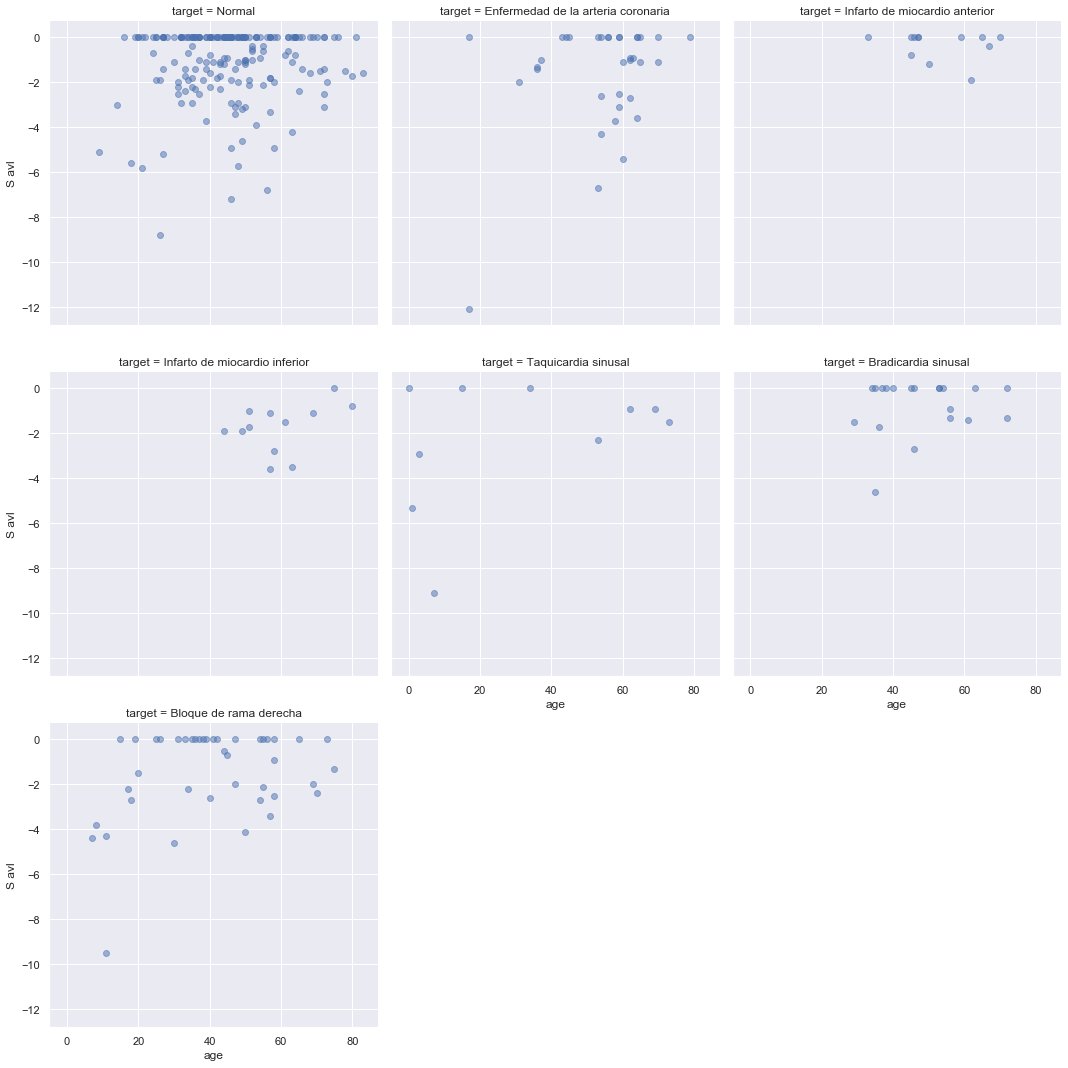 target = Normal
target = Enfermedad de la arteria coronaria
target = Infarto de miocardio anterior
0
−2
−4
−6
−8
−10
−12
S avl
target = Infarto de miocardio inferior
target = Taquicardia sinusal
target = Bradicardia sinusal
0
−2
−4
−6
−8
−10
−12
S avl
0 20 40 60 80
age
0 20 40 60 80
age
target = Bloque de rama derecha
0
−2
−4
−6
−8
−10
−12
S avl
0 20 40 60 80
age